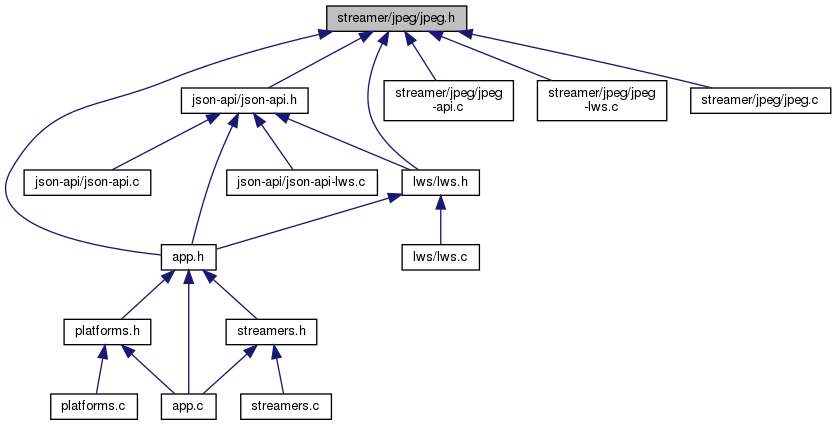 streamer/jpeg/jpeg.h
json-api/json-api.h
streamer/jpeg/jpeg
-api.c
streamer/jpeg/jpeg
-lws.c
streamer/jpeg/jpeg.c
json-api/json-api.c
json-api/json-api-lws.c
lws/lws.h
app.h
lws/lws.c
platforms.h
streamers.h
platforms.c
app.c
streamers.c